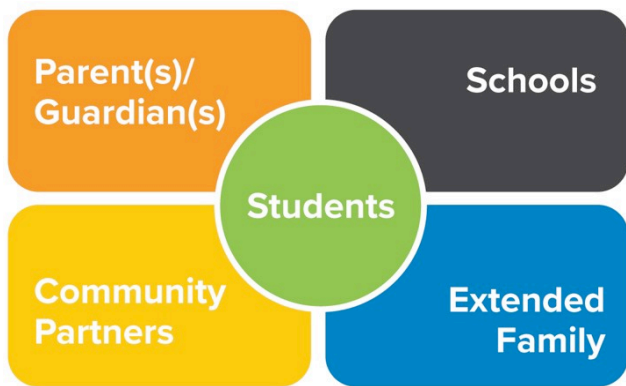 Parent(s)/
Guardian(s)
Schools
Students
Community
Partners
Extended
Family